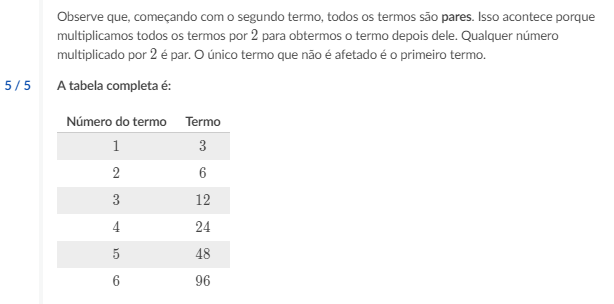 Observe que, começando com o segundo termo, todos os termos são pares. Isso acontece porque
multiplicamos todos os termos por 2 para obtermos o termo depois dele. Qualquer número
multiplicado por 2 é par. O único termo que não é afetado é o primeiro termo.
5 / 5 A tabela completa é:
Número do termo Termo
1 3
2 6
3 12
4 24
5 48
6 96